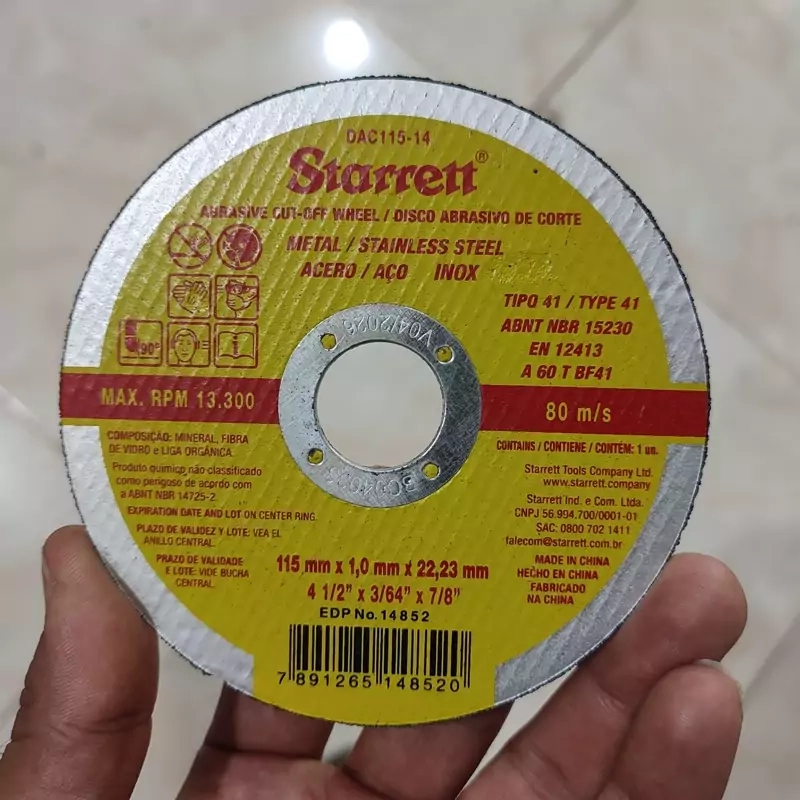 DAC115-14
Starrett®
ABRASIVE CUT-OFF WHEEL / DISCO ABRASIVO DE CORTE
METAL / STAINLESS STEEL
ACERO / AÇO INOX
TIPO 41 / TYPE 41
ABNT NBR 15230
EN 12413
A 60 T BF41
90°
V04/2026
MAX. RPM 13.300
80 m/s
COMPOSIÇÃO: MINERAL, FIBRA
DE VIDRO e LIGA ORGÂNICA.
Produto químico não classificado
como perigoso de acordo com
a ABNT NBR 14725-2
EXPIRATION DATE AND LOT ON CENTER RING.
PLAZO DE VALIDEZ Y LOTE: VEA EL
ANILLO CENTRAL.
PRAZO DE VALIDADE
E LOTE: VIDE BUCHA
CENTRAL.
CONTAINS / CONTIENE / CONTÉM: 1 un.
Starrett Tools Company Ltd.
www.starrett.company
Starrett Ind. e Com. Ltda.
CNPJ 56.994.700/0001-01
SAC: 0800 702 1411
falecom@starrett.com.br
MADE IN CHINA
HECHO EN CHINA
FABRICADO
NA CHINA
115 mm x 1,0 mm x 22,23 mm
4 1/2" x 3/64" x 7/8"
EDP No. 14852
7 891265 148520